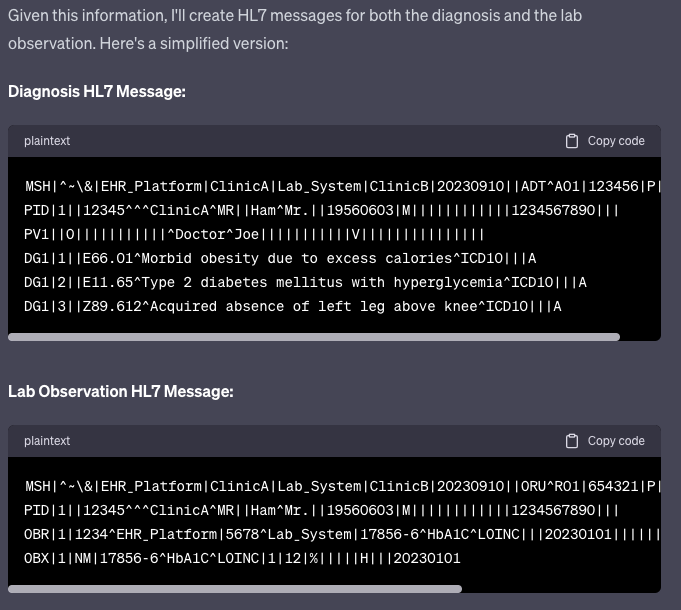 Given this information, I'll create HL7 messages for both the diagnosis and the lab
observation. Here's a simplified version:
Diagnosis HL7 Message:
plaintext
Copy code
MSH|^~\&|EHR_Platform|ClinicA|Lab_System|ClinicB|20230910||ADT^A01|123456|P|
PID|1||12345^^^ClinicA^MR||Ham^Mr.||19560603|M||||||||||||1234567890|||
PV1||O|||||||||||^Doctor^Joe|||||||||||V|||||||||||||||
DG1|1||E66.01^Morbid obesity due to excess calories^ICD10|||A
DG1|2||E11.65^Type 2 diabetes mellitus with hyperglycemia^ICD10|||A
DG1|3||Z89.612^Acquired absence of left leg above knee^ICD10|||A
Lab Observation HL7 Message:
plaintext
Copy code
MSH|^~\&|EHR_Platform|ClinicA|Lab_System|ClinicB|20230910||ORU^R01|654321|P|
PID|1||12345^^^ClinicA^MR||Ham^Mr.||19560603|M||||||||||||1234567890|||
OBR|1|1234^EHR_Platform|5678^Lab_System|17856-6^HbA1C^LOINC|||20230101||||||
OBX|1|NM|17856-6^HbA1C^LOINC|1|12|%|||||H|||20230101